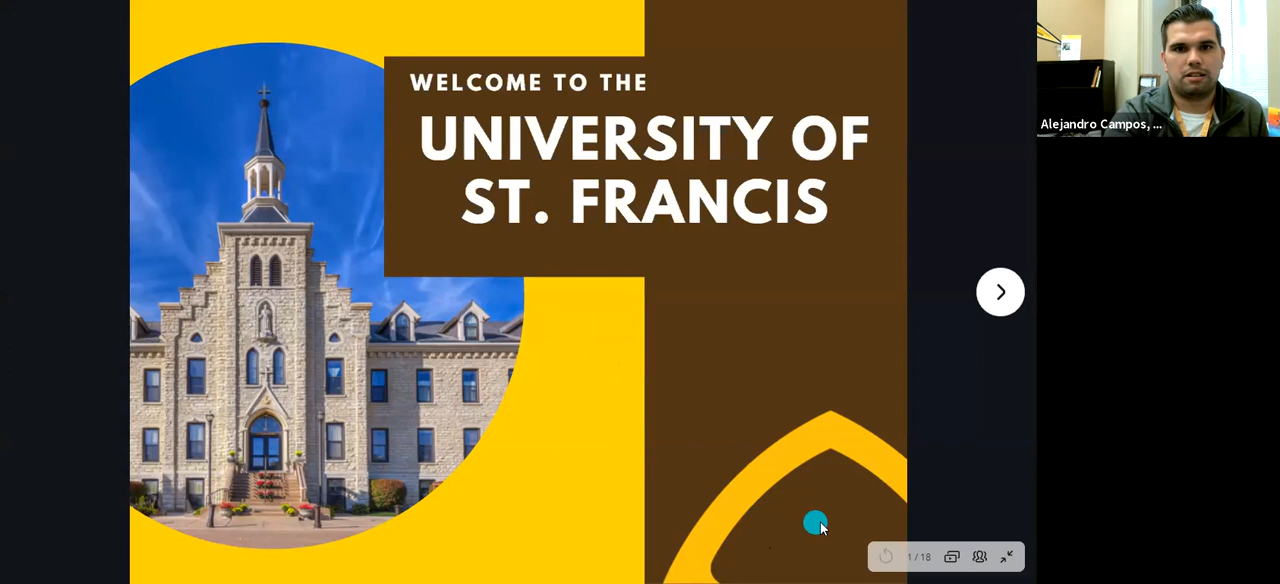 WELCOME TO THE
UNIVERSITY OF
ST. FRANCIS
Alejandro Campos, ...
1 / 18